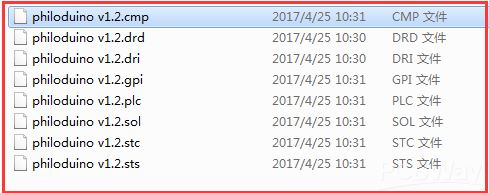 philoduino v1.2.cmp 2017/4/25 10:31 CMP 文件
philoduino v1.2.drd 2017/4/25 10:30 DRD 文件
philoduino v1.2.dri 2017/4/25 10:30 DRI 文件
philoduino v1.2.gpi 2017/4/25 10:31 GPI 文件
philoduino v1.2.plc 2017/4/25 10:31 PLC 文件
philoduino v1.2.sol 2017/4/25 10:31 SOL 文件
philoduino v1.2.stc 2017/4/25 10:31 STC 文件
philoduino v1.2.sts 2017/4/25 10:31 STS 文件
PCBWay